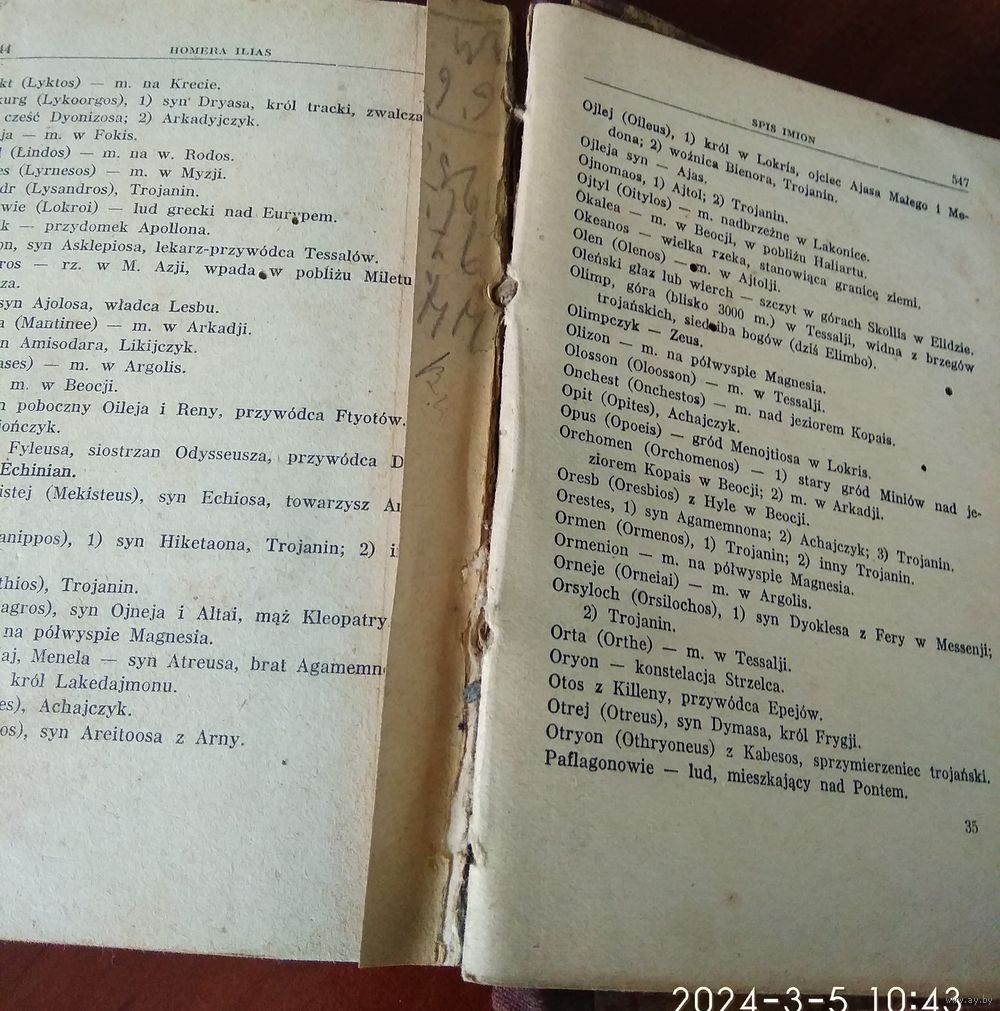 44
HOMERA ILIAS
kt (Lyktos) — m. na Krecie.
kurg (Lykoorgos), 1) syn Dryasa, król tracki, zwalcza
cześć Dyonizosa; 2) Arkadyjczyk.
ja — m. w Fokis.
l (Lindos) — m. na w. Rodos.
es (Lyrnesos) — m. w Myzji.
dr (Lysandros), Trojanin.
owie (Lokroi) — lud grecki nad Eurypem.
k — przydomek Apollona.
on, syn Asklepiosa, lekarz-przywódca Tessalów.
ros — rz. w M. Azji, wpada w pobliżu Miletu
za.
syn Ajolosa, władca Lesbu.
a (Mantinee) — m. w Arkadji.
n Amisodara, Likijczyk.
ases) — m. w Argolis.
m. w Beocji.
n poboczny Oileja i Reny, przywódca Ftyotów.
jończyk.
Fyleusa, siostrzan Odysseusza, przywódca D
Echinian.
istej (Mekisteus), syn Echiosa, towarzysz
anippos), 1) syn Hiketaona, Trojanin; 2) i
thios), Trojanin.
agros), syn Ojneja i Altai, mąż Kleopatry
na półwyspie Magnesia.
aj, Menela — syn Atreusa, brat Agamemn
król Lakedajmonu.
es), Achajczyk.
os), syn Areitoosa z Arny.
SPIS IMION
547
Ojlej (Oileus), 1) król w Lokris, ojciec Ajasa Małego i Me-
dona; 2) woźnica Bienora, Trojanin.
Ojleja syn — Ajas.
Ojnomaos, 1) Ajtol; 2) Trojanin.
Ojtyl (Oitylos) — m. nadbrzeżne w Lakonice.
Okalea — m. w Beocji, w pobliżu Haliartu.
Okeanos — wielka rzeka, stanowiąca granicę ziemi.
Olen (Olenos) — m. w Ajtolji.
Oleński głaz lub wierch — szczyt w górach Skollis w Elidzie.
Olimp, góra (blisko 3000 m.) w Tessalji, widna z brzegów
trojańskich, siedziba bogów (dziś Elimbo).
Olimpczyk — Zeus.
Olizon — m. na półwyspie Magnesia.
Olosson (Oloosson) — m. w Tessalji.
Onchest (Onchestos) — m. nad jeziorem Kopais.
Opit (Opites), Achajczyk.
Opus (Opoeis) — gród Menojtiosa w Lokris.
Orchomen (Orchomenos) — 1) stary gród Miniów nad je-
ziorem Kopais w Beocji; 2) m. w Arkadji.
Oresb (Oresbios) z Hyle w Beocji.
Orestes, 1) syn Agamemnona; 2) Achajczyk; 3) Trojanin.
Ormen (Ormenos), 1) Trojanin; 2) inny Trojanin.
Ormenion — m. na półwyspie Magnesia.
Orneje (Orneiai) — m. w Argolis.
Orsyloch (Orsilochos), 1) syn Dyoklesa z Fery w Messenji;
2) Trojanin.
Orta (Orthe) — m. w Tessalji.
Oryon — konstelacja Strzelca.
Otos z Killeny, przywódca Epejów.
Otrej (Otreus), syn Dymasa, król Frygji.
Otryon (Othryoneus) z Kabesos, sprzymierzeniec trojański.
Paflagonowie — lud, mieszkający nad Pontem.
35
2024-3-5 10:43
www.ay.by